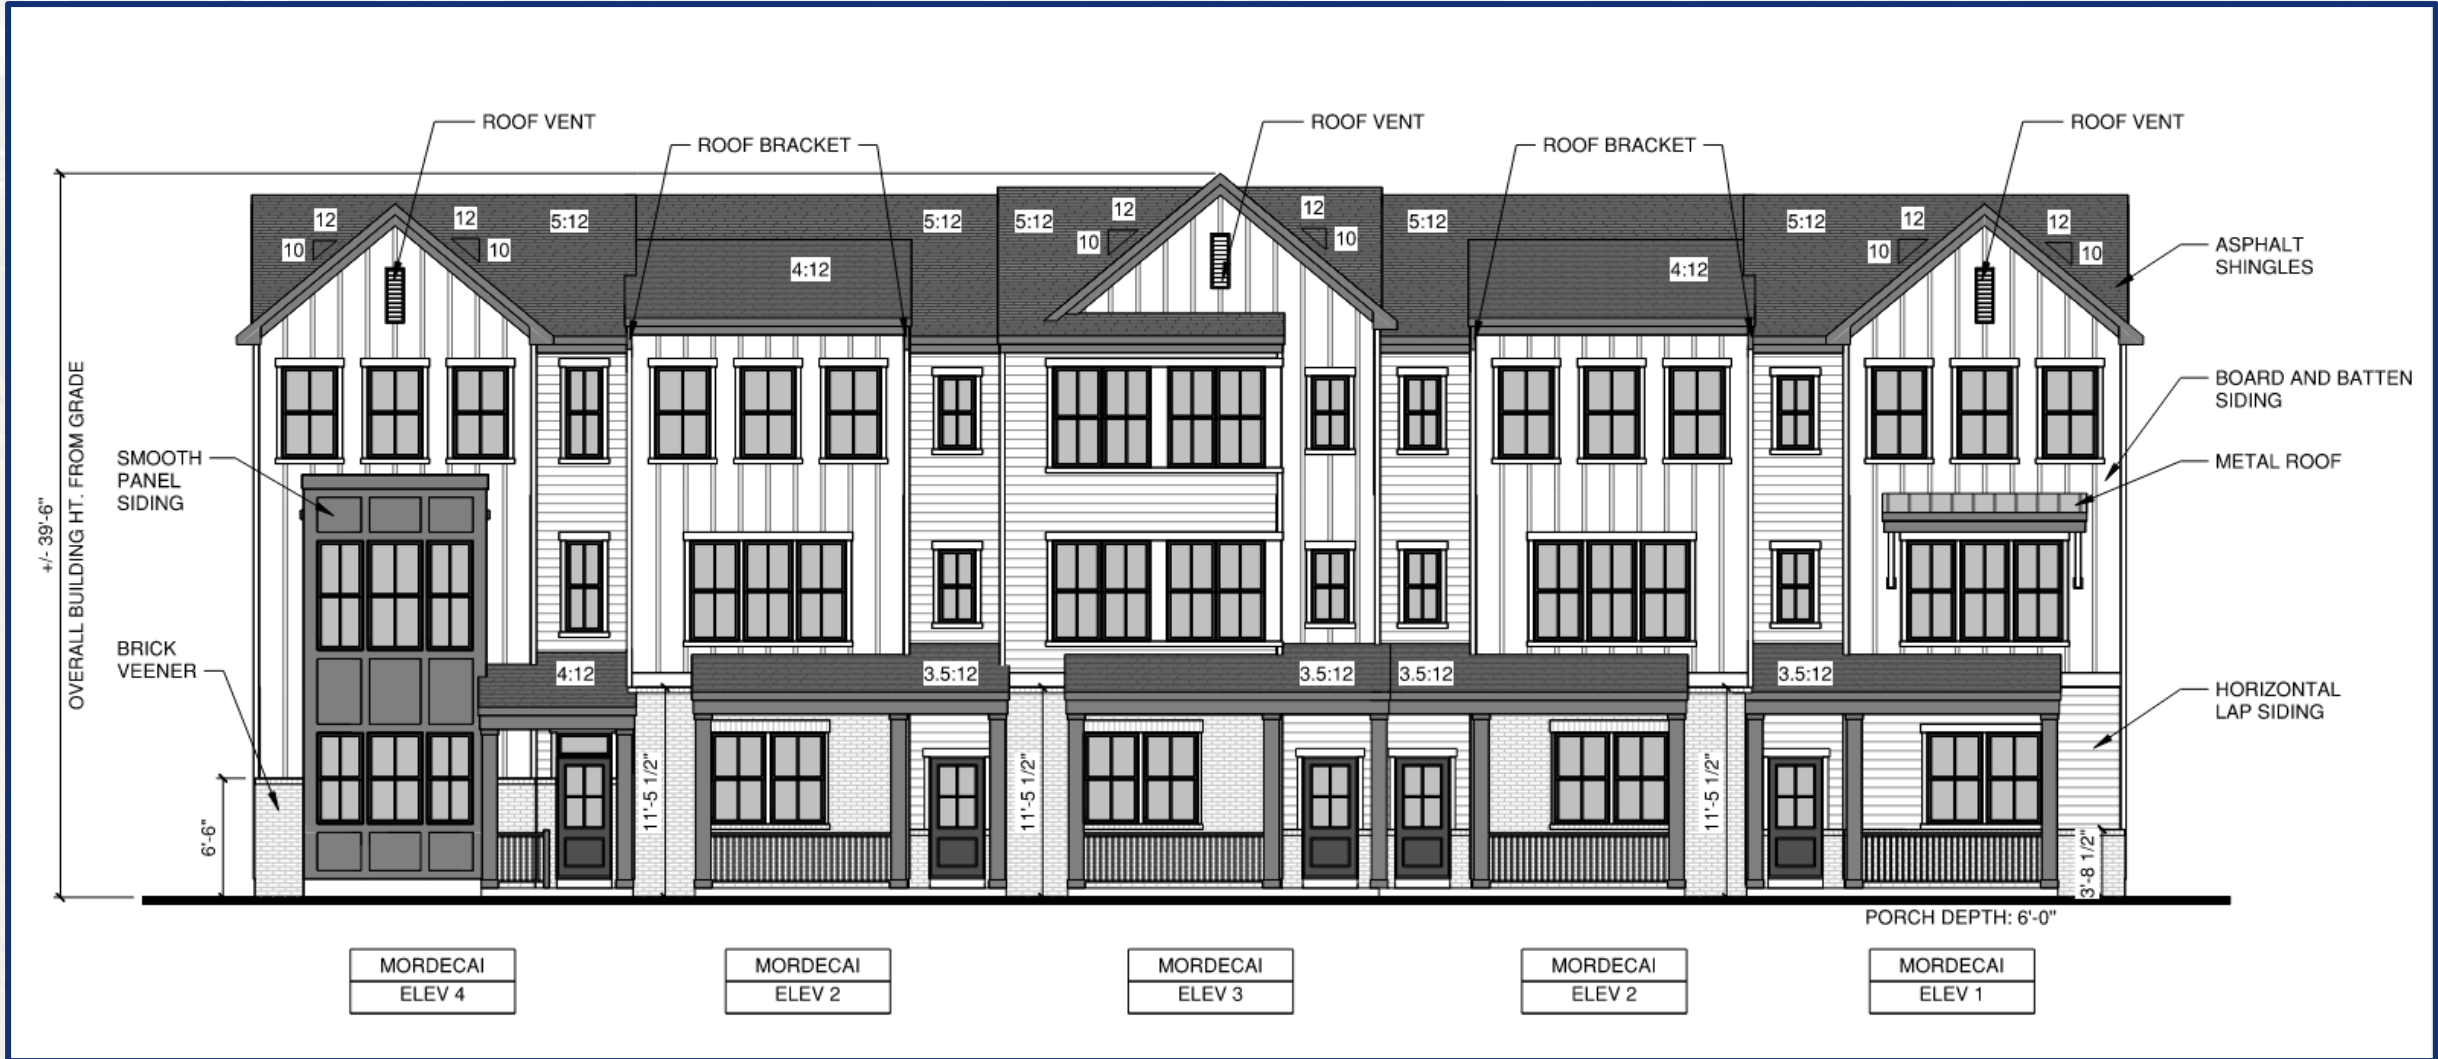 ROOF VENT
ROOF VENT
ROOF VENT
ROOF BRACKET
ROOF BRACKET
12
12
5:12
5:12
5:12
12
12
5:12
5:12
12
12
10
10
10
10
10
10
4:12
4:12
ASPHALT
SHINGLES
BOARD AND BATTEN
SIDING
METAL ROOF
SMOOTH
PANEL
SIDING
+/- 39'-6"
OVERALL BUILDING HT. FROM GRADE
BRICK
VEENER
4:12
3.5:12
3.5:12
3.5:12
3.5:12
HORIZONTAL
LAP SIDING
6'-6"
11'-5 1/2"
11'-5 1/2"
11'-5 1/2"
3'-8 1/2"
PORCH DEPTH: 6'-0"
MORDECAI
ELEV 4
MORDECAI
ELEV 2
MORDECAI
ELEV 3
MORDECAI
ELEV 2
MORDECAI
ELEV 1